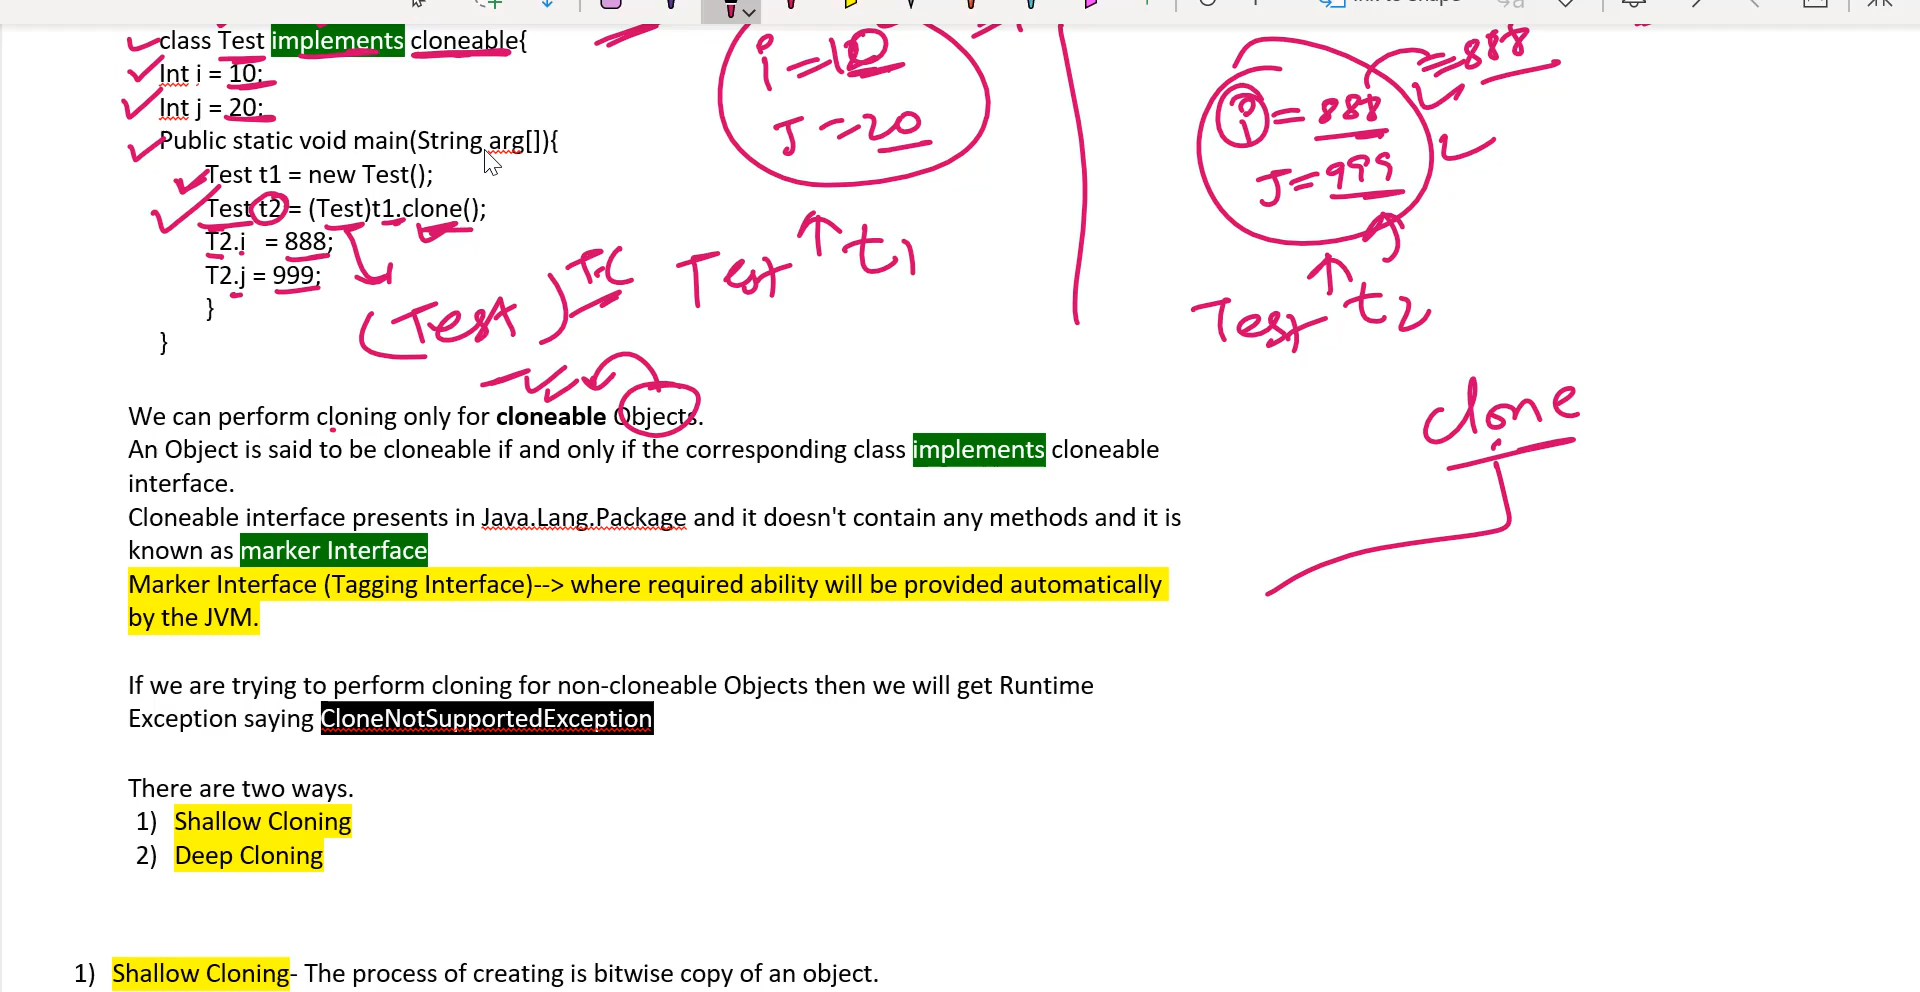 class Test implements cloneable{
Int i = 10;
Int j = 20;
Public static void main(String arg[]){
Test t1 = new Test();
Test t2 = (Test)t1.clone();
T2.i = 888;
T2.j = 999;
}
}
i = 10
J = 20
Test t1
= 888
i = 888
J = 999
Test t2
(Test) T.C
clone
We can perform cloning only for cloneable Objects.
An Object is said to be cloneable if and only if the corresponding class implements cloneable
interface.
Cloneable interface presents in Java.Lang.Package and it doesn't contain any methods and it is
known as marker Interface
Marker Interface (Tagging Interface)--> where required ability will be provided automatically
by the JVM.
If we are trying to perform cloning for non-cloneable Objects then we will get Runtime
Exception saying CloneNotSupportedException
There are two ways.
1) Shallow Cloning
2) Deep Cloning
1) Shallow Cloning- The process of creating is bitwise copy of an object.